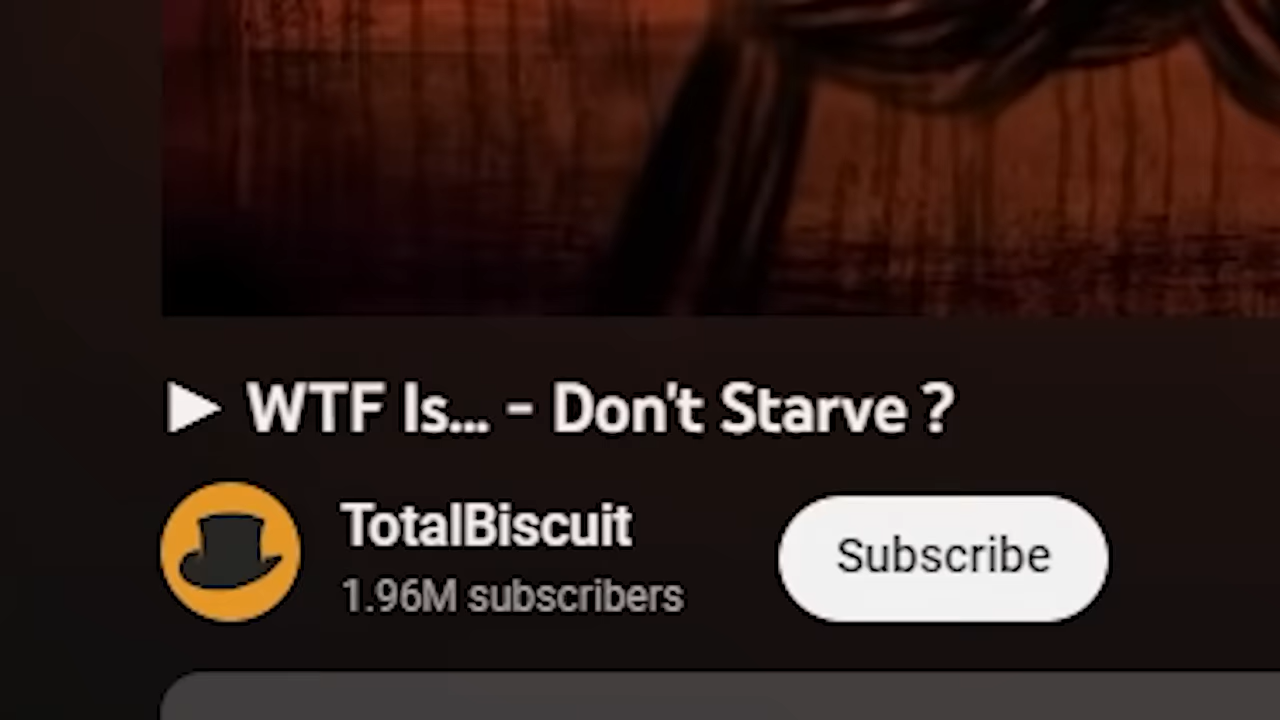 ▶ WTF Is... - Don't Starve ?
TotalBiscuit
1.96M subscribers
Subscribe